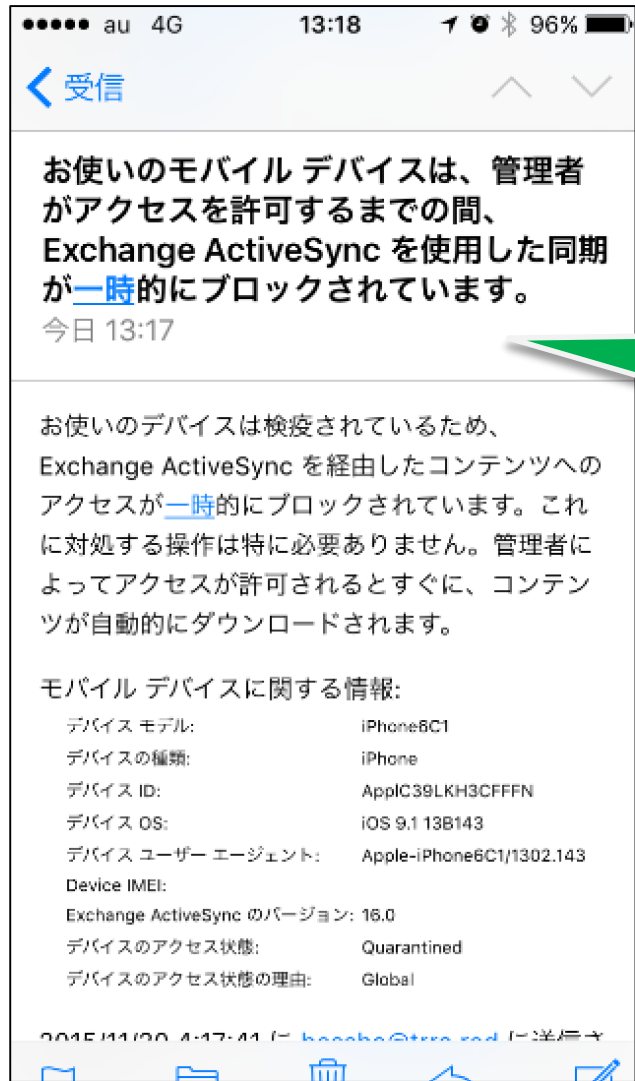 au 4G 13:18 96%
受信
お使いのモバイル デバイスは、管理者
がアクセスを許可するまでの間、
Exchange ActiveSync を使用した同期
が一時的にブロックされています。
今日 13:17
お使いのデバイスは検疫されているため、
Exchange ActiveSync を経由したコンテンツへの
アクセスが一時的にブロックされています。これ
に対処する操作は特に必要ありません。管理者に
よってアクセスが許可されるとすぐに、コンテン
ツが自動的にダウンロードされます。
モバイル デバイスに関する情報:
デバイス モデル: iPhone6C1
デバイスの種類: iPhone
デバイス ID: ApplC39LKH3CFFFN
デバイス OS: iOS 9.1 13B143
デバイス ユーザー エージェント: Apple-iPhone6C1/1302.143
Device IMEI:
Exchange ActiveSync のバージョン: 16.0
デバイスのアクセス状態: Quarantined
デバイスのアクセス状態の理由: Global